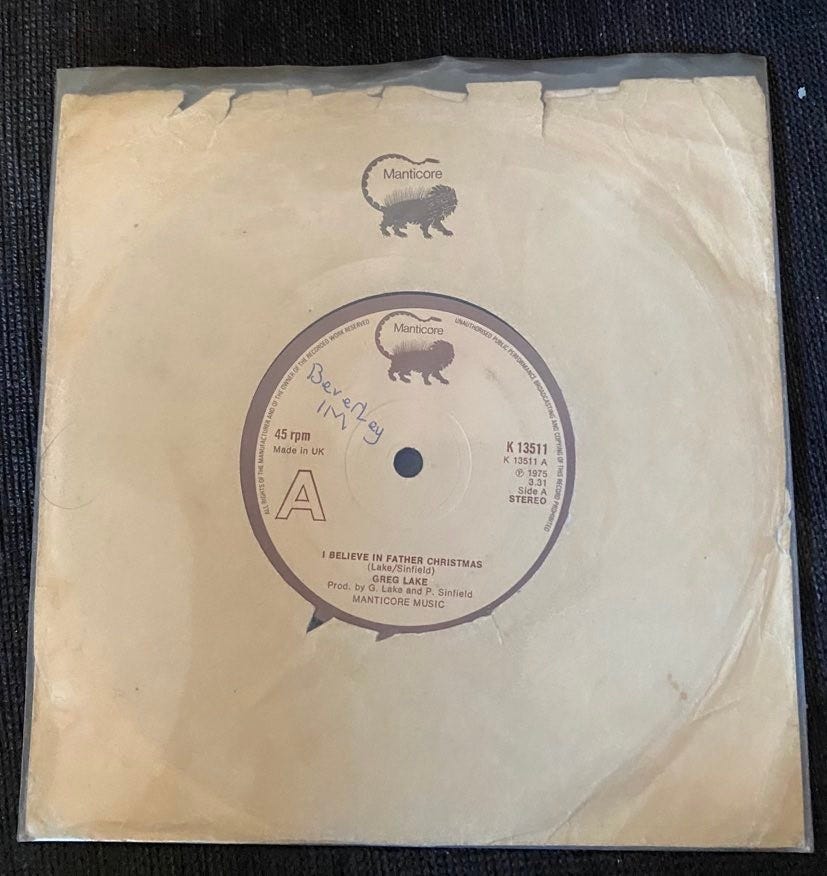 Manticore
ALL RIGHTS OF THE MANUFACTURER AND OF THE OWNER OF THE RECORDED WORK RESERVED
Manticore
UNAUTHORISED PUBLIC PERFORMANCE BROADCASTING AND COPYING OF THIS RECORD PROHIBITED
Beverley
45 rpm
Made in UK
A
K 13511
K 13511 A
℗ 1975
3.31
Side A
STEREO
I BELIEVE IN FATHER CHRISTMAS
(Lake/Sinfield)
GREG LAKE
Prod. by G. Lake and P. Sinfield
MANTICORE MUSIC